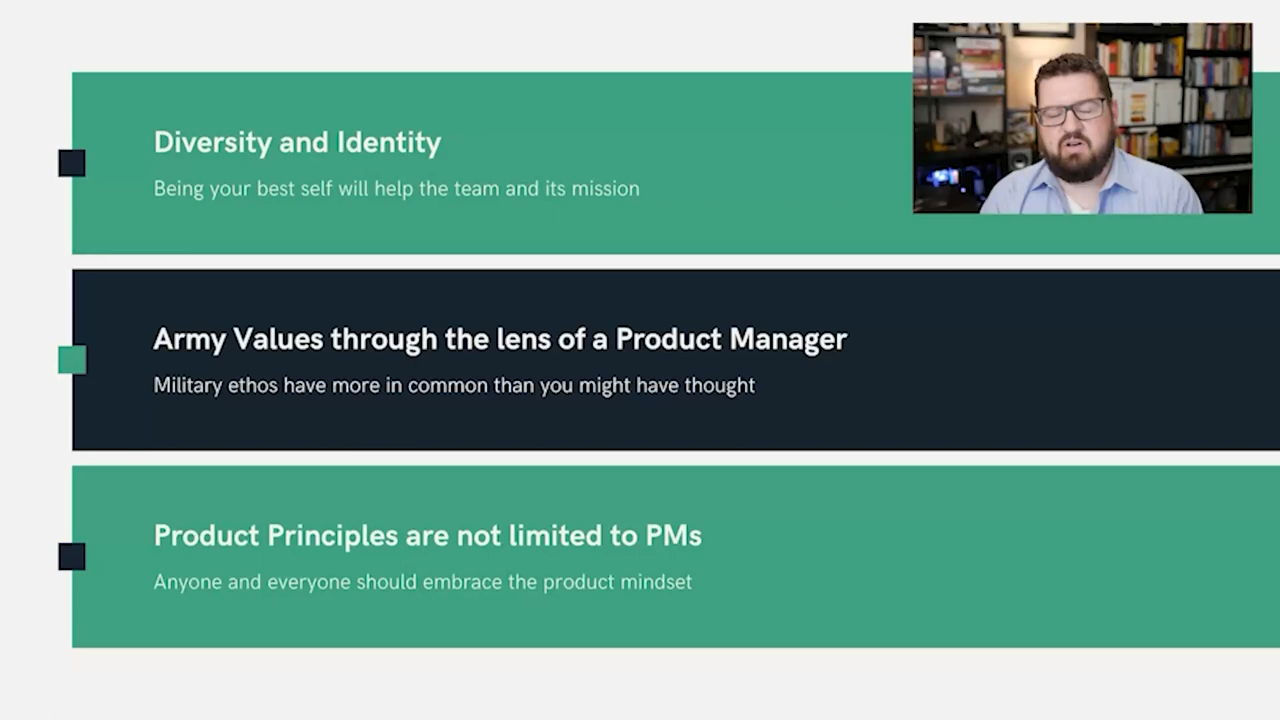 Diversity and Identity
Being your best self will help the team and its mission
Army Values through the lens of a Product Manager
Military ethos have more in common than you might have thought
Product Principles are not limited to PMs
Anyone and everyone should embrace the product mindset